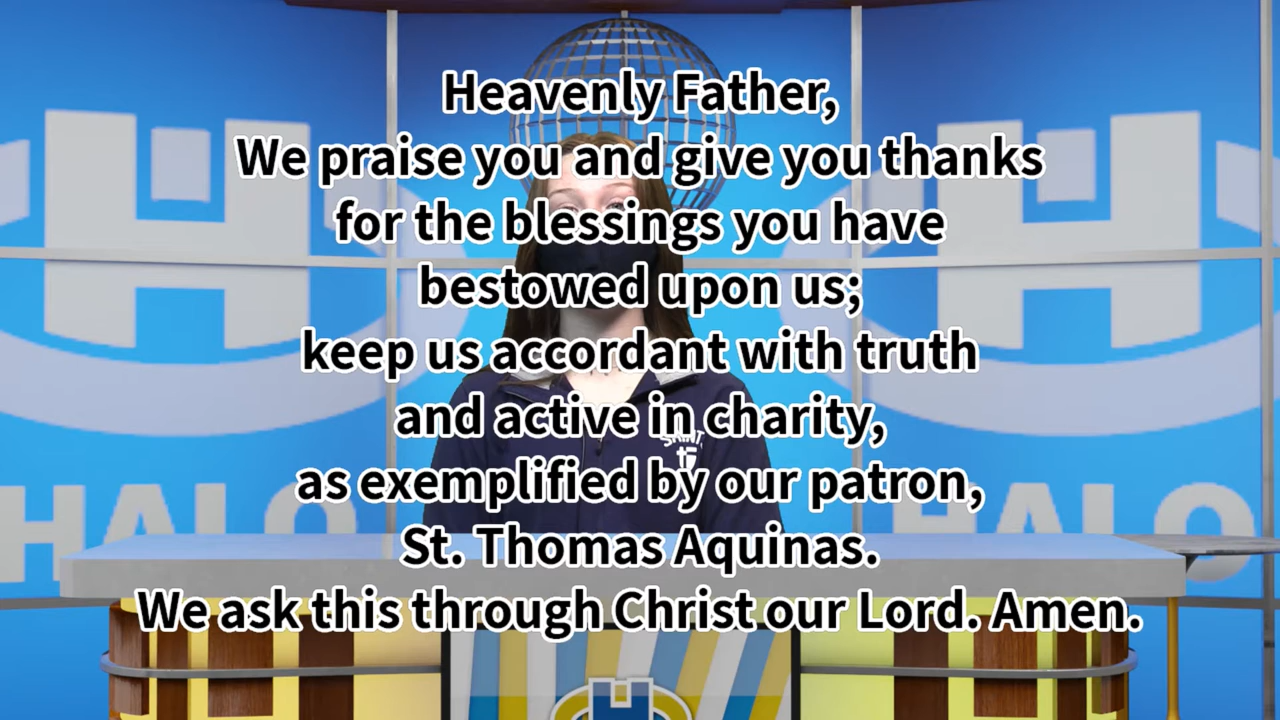 Heavenly Father,
We praise you and give you thanks
for the blessings you have
bestowed upon us;
keep us accordant with truth
and active in charity,
as exemplified by our patron,
St. Thomas Aquinas.
We ask this through Christ our Lord. Amen.
H
H
SAINT
HALO
HALO